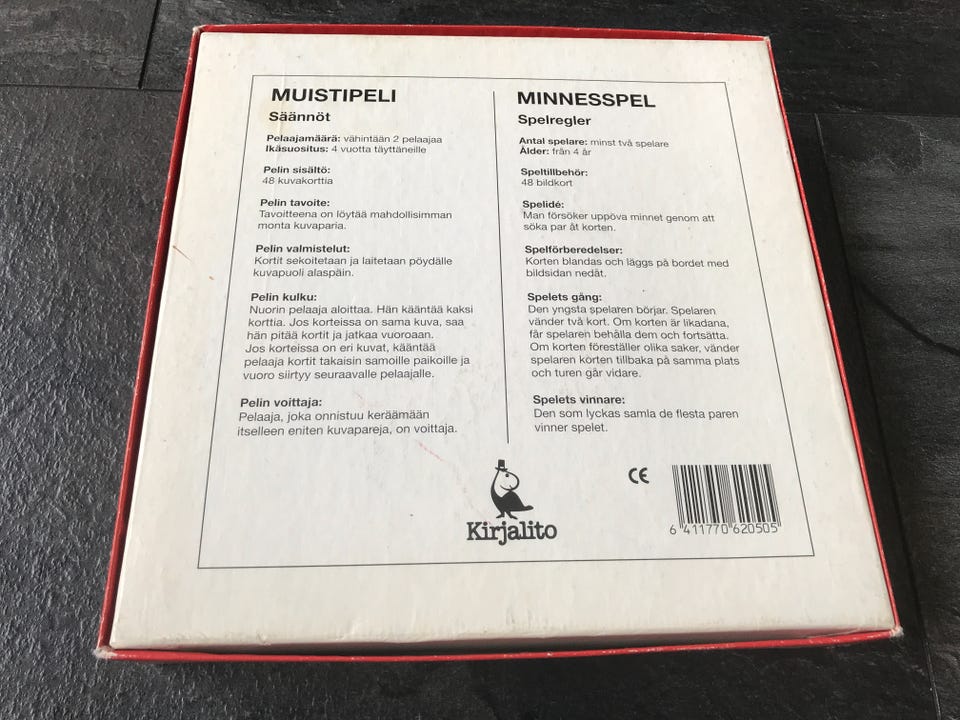 MUISTIPELI
Säännöt
Pelaajamäärä: vähintään 2 pelaajaa
Ikäsuositus: 4 vuotta täyttäneille
Pelin sisältö:
48 kuvakorttia
Pelin tavoite:
Tavoitteena on löytää mahdollisimman
monta kuvaparia.
Pelin valmistelut:
Kortit sekoitetaan ja laitetaan pöydälle
kuvapuoli alaspäin.
Pelin kulku:
Nuorin pelaaja aloittaa. Hän kääntää kaksi
korttia. Jos korteissa on sama kuva, saa
hän pitää kortit ja jatkaa vuoroaan.
Jos korteissa on eri kuvat, kääntää
pelaaja kortit takaisin samoille paikoille ja
vuoro siirtyy seuraavalle pelaajalle.
Pelin voittaja:
Pelaaja, joka onnistuu keräämään
itselleen eniten kuvapareja, on voittaja.
MINNESSPEL
Spelregler
Antal spelare: minst två spelare
Ålder: från 4 år
Speltillbehör:
48 bildkort
Spelidé:
Man försöker uppöva minnet genom att
söka par åt korten.
Spelförberedelser:
Korten blandas och läggs på bordet med
bildsidan nedåt.
Spelets gång:
Den yngsta spelaren börjar. Spelaren
vänder två kort. Om korten är likadana,
får spelaren behålla dem och fortsätta.
Om korten föreställer olika saker, vänder
spelaren korten tillbaka på samma plats
och turen går vidare.
Spelets vinnare:
Den som lyckas samla de flesta paren
vinner spelet.
Kirjalito
CE
6 411770 620505